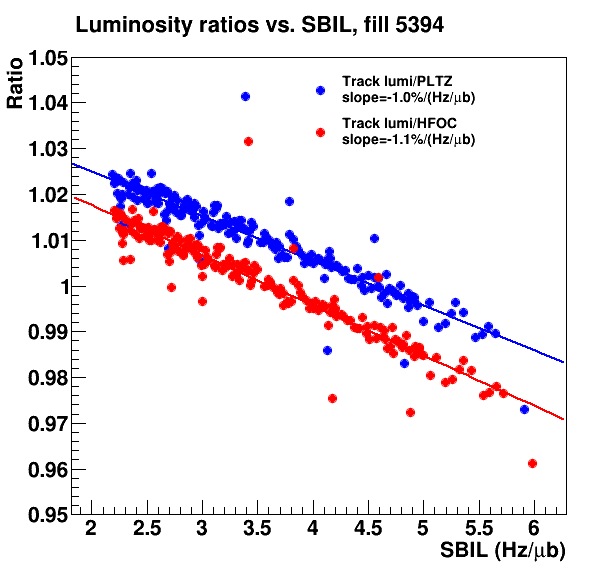 Luminosity ratios vs. SBIL, fill 5394
Ratio
1.05
1.04
1.03
1.02
1.01
1
0.99
0.98
0.97
0.96
0.95
Track lumi/PLTZ
slope=-1.0%/(Hz/μb)
Track lumi/HFOC
slope=-1.1%/(Hz/μb)
2 2.5 3 3.5 4 4.5 5 5.5 6
SBIL (Hz/μb)